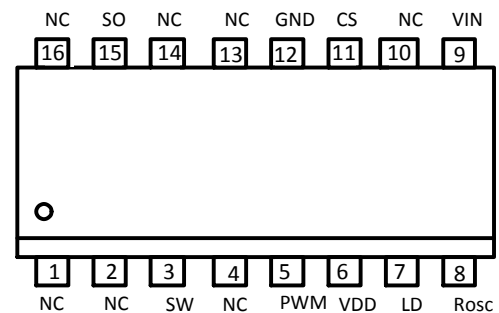 NC SO NC NC GND CS NC VIN
16 15 14 13 12 11 10 9
1 2 3 4 5 6 7 8
NC NC SW NC PWM VDD LD Rosc